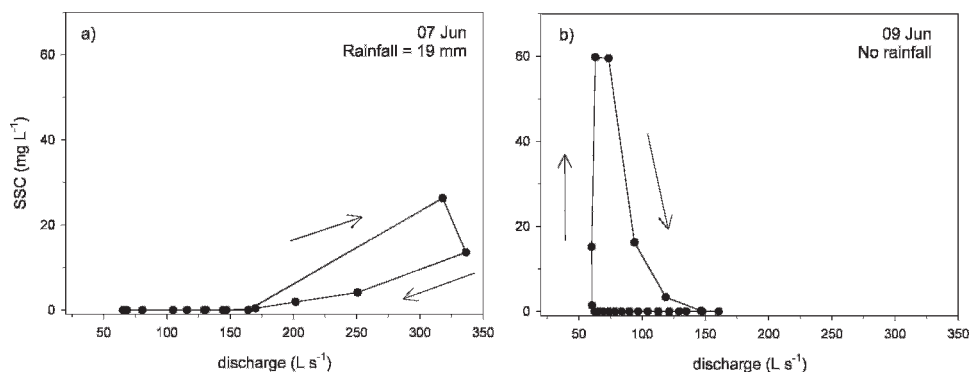 a)
07 Jun
Rainfall = 19 mm
60
40
20
0
SSC (mg L⁻¹)
50 100 150 200 250 300 350
discharge (L s⁻¹)
b)
09 Jun
No rainfall
60
40
20
0
50 100 150 200 250 300 350
discharge (L s⁻¹)